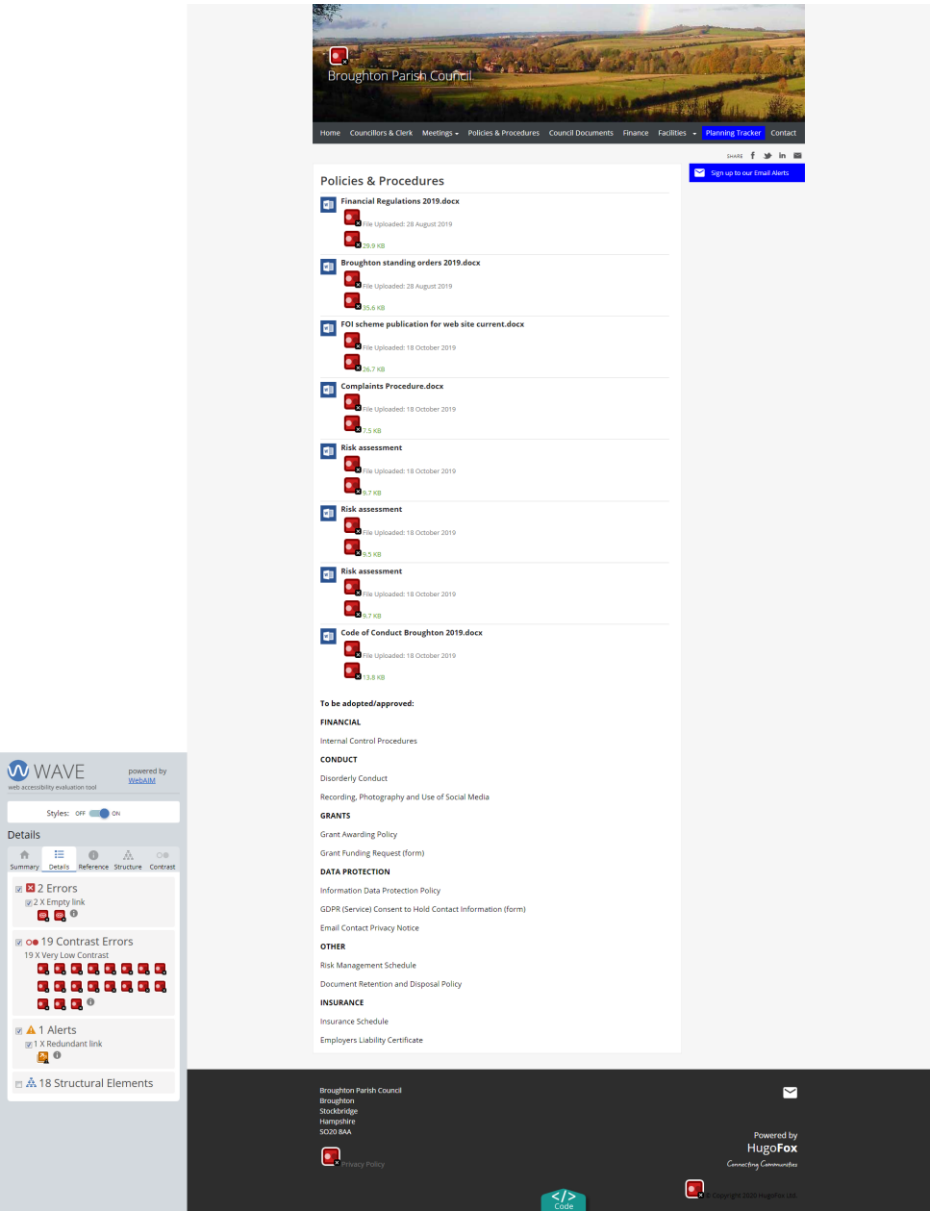 Broughton Parish Council
Home Councillors & Clerk Meetings Policies & Procedures Council Documents Finance Facilities Planning Tracker Contact
SHARE
Sign up to our Email Alerts
Policies & Procedures
Financial Regulations 2019.docx
File Uploaded: 28 August 2019
29.9 KB
Broughton standing orders 2019.docx
File Uploaded: 28 August 2019
35.6 KB
FOI scheme publication for web site current.docx
File Uploaded: 18 October 2019
26.7 KB
Complaints Procedure.docx
File Uploaded: 18 October 2019
7.5 KB
Risk assessment
File Uploaded: 18 October 2019
9.7 KB
Risk assessment
File Uploaded: 18 October 2019
9.5 KB
Risk assessment
File Uploaded: 18 October 2019
9.7 KB
Code of Conduct Broughton 2019.docx
File Uploaded: 18 October 2019
13.8 KB
To be adopted/approved:
FINANCIAL
Internal Control Procedures
CONDUCT
Disorderly Conduct
Recording, Photography and Use of Social Media
GRANTS
Grant Awarding Policy
Grant Funding Request (form)
DATA PROTECTION
Information Data Protection Policy
GDPR (Service) Consent to Hold Contact Information (form)
Email Contact Privacy Notice
OTHER
Risk Management Schedule
Document Retention and Disposal Policy
INSURANCE
Insurance Schedule
Employers Liability Certificate
WAVE
web accessibility evaluation tool
powered by
WebAIM
Styles: OFF ON
Details
Summary Details Reference Structure Contrast
2 Errors
2 X Empty link
19 Contrast Errors
19 X Very Low Contrast
1 Alerts
1 X Redundant link
18 Structural Elements
Broughton Parish Council
Broughton
Stockbridge
Hampshire
SO20 8AA
Privacy Policy
Powered by
HugoFox
Connecting Communities
© Copyright 2020 HugoFox Ltd.
</>
Code